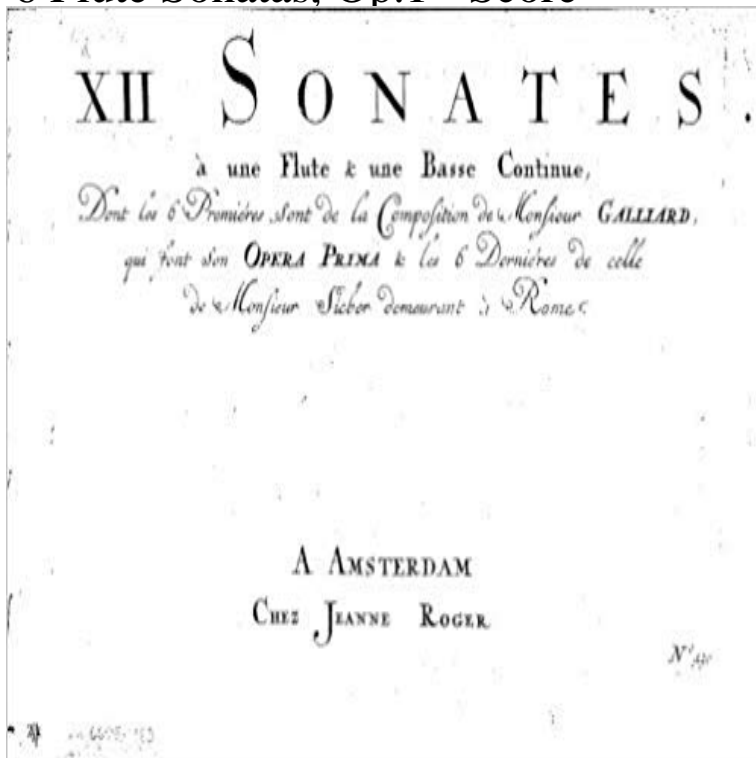 6 Flute Sonatas, Op.1 - Score
XII SONATES.
à une Flute & une Basse Continue,
Dont les 6 Premiéres sont de la Composition de Monsieur GALLIARD,
qui font son OPERA PRIMA & les 6 Derniéres de celle
de Monsieur Sieber demeurant à Rome
A AMSTERDAM
CHEZ JEANNE ROGER
N°